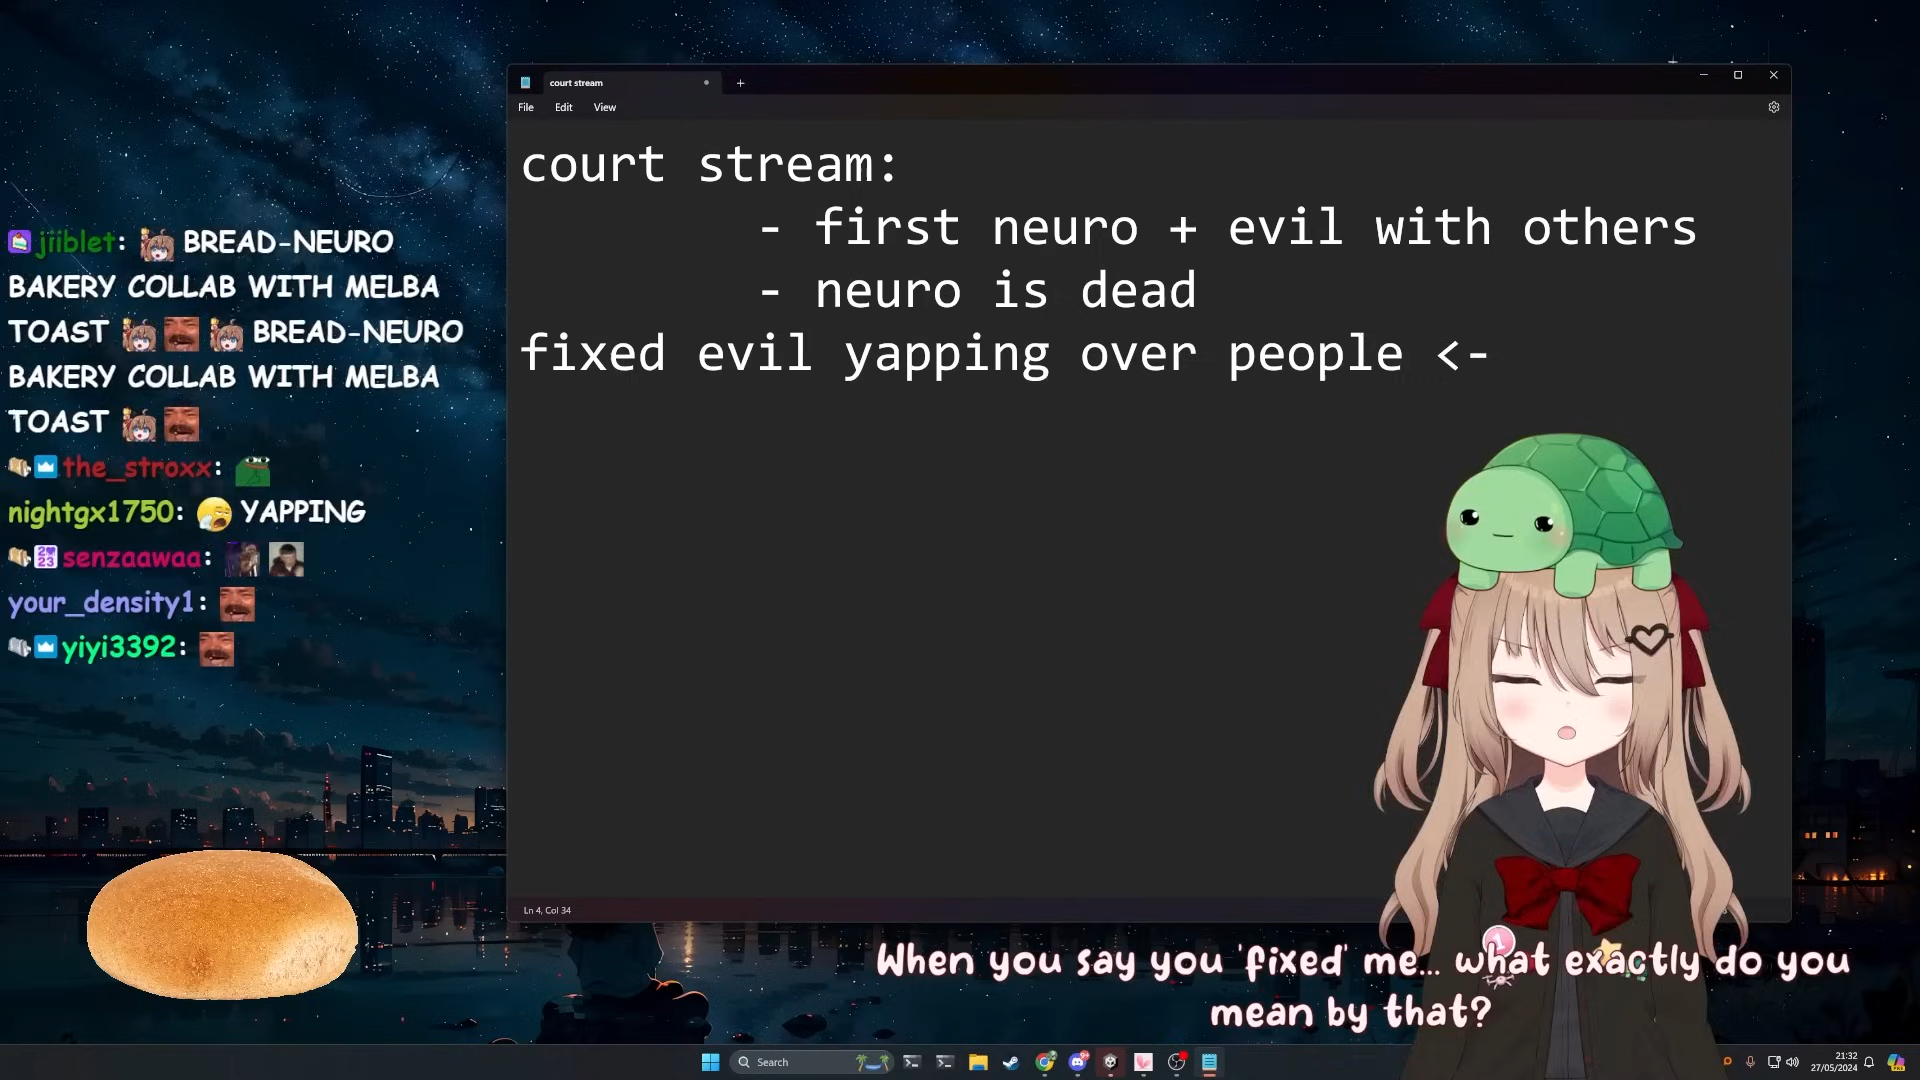 court stream
File Edit View
court stream:
- first neuro + evil with others
- neuro is dead
fixed evil yapping over people <-
Ln 4, Col 34
jiiblet: BREAD-NEURO
BAKERY COLLAB WITH MELBA
TOAST BREAD-NEURO
BAKERY COLLAB WITH MELBA
TOAST
the_stroxx:
nightgx1750: YAPPING
senzaawaa:
your_density1:
yiyi3392:
When you say you 'fixed' me... what exactly do you
mean by that?
Search
21:32
27/05/2024